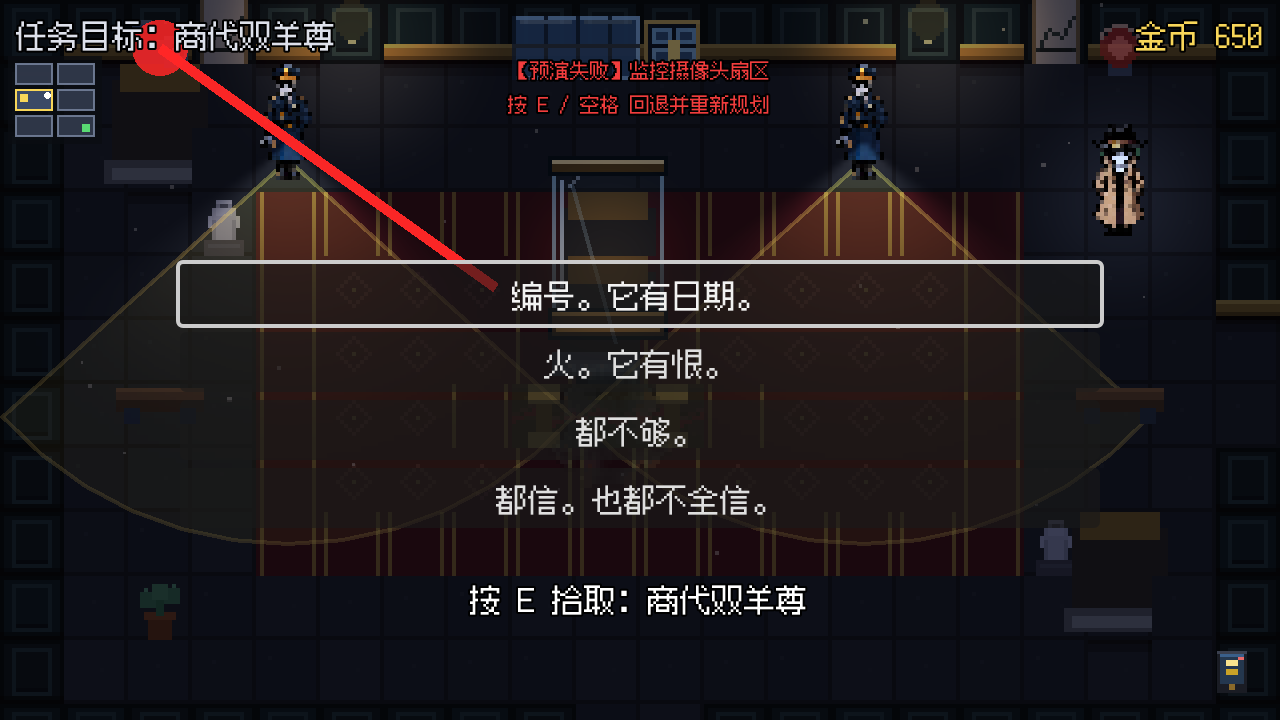 任务目标：商代双羊尊
金币 650
【预演失败】监控摄像头扇区
按 E / 空格 回退并重新规划
编号。它有日期。
火。它有恨。
都不够。
都信。也都不全信。
按 E 拾取：商代双羊尊